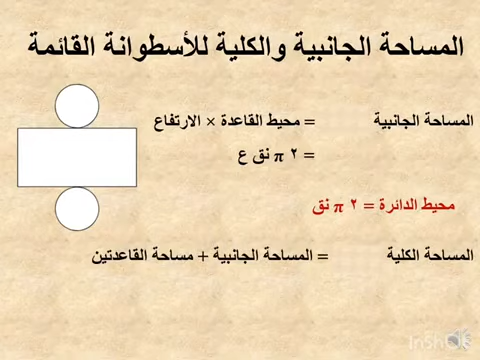 المساحة الجانبية والكلية للأسطوانة القائمة
المساحة الجانبية = محيط القاعدة × الارتفاع
= ٢ π نق ع
محيط الدائرة = ٢ π نق
المساحة الكلية = المساحة الجانبية + مساحة القاعدتين
InShot